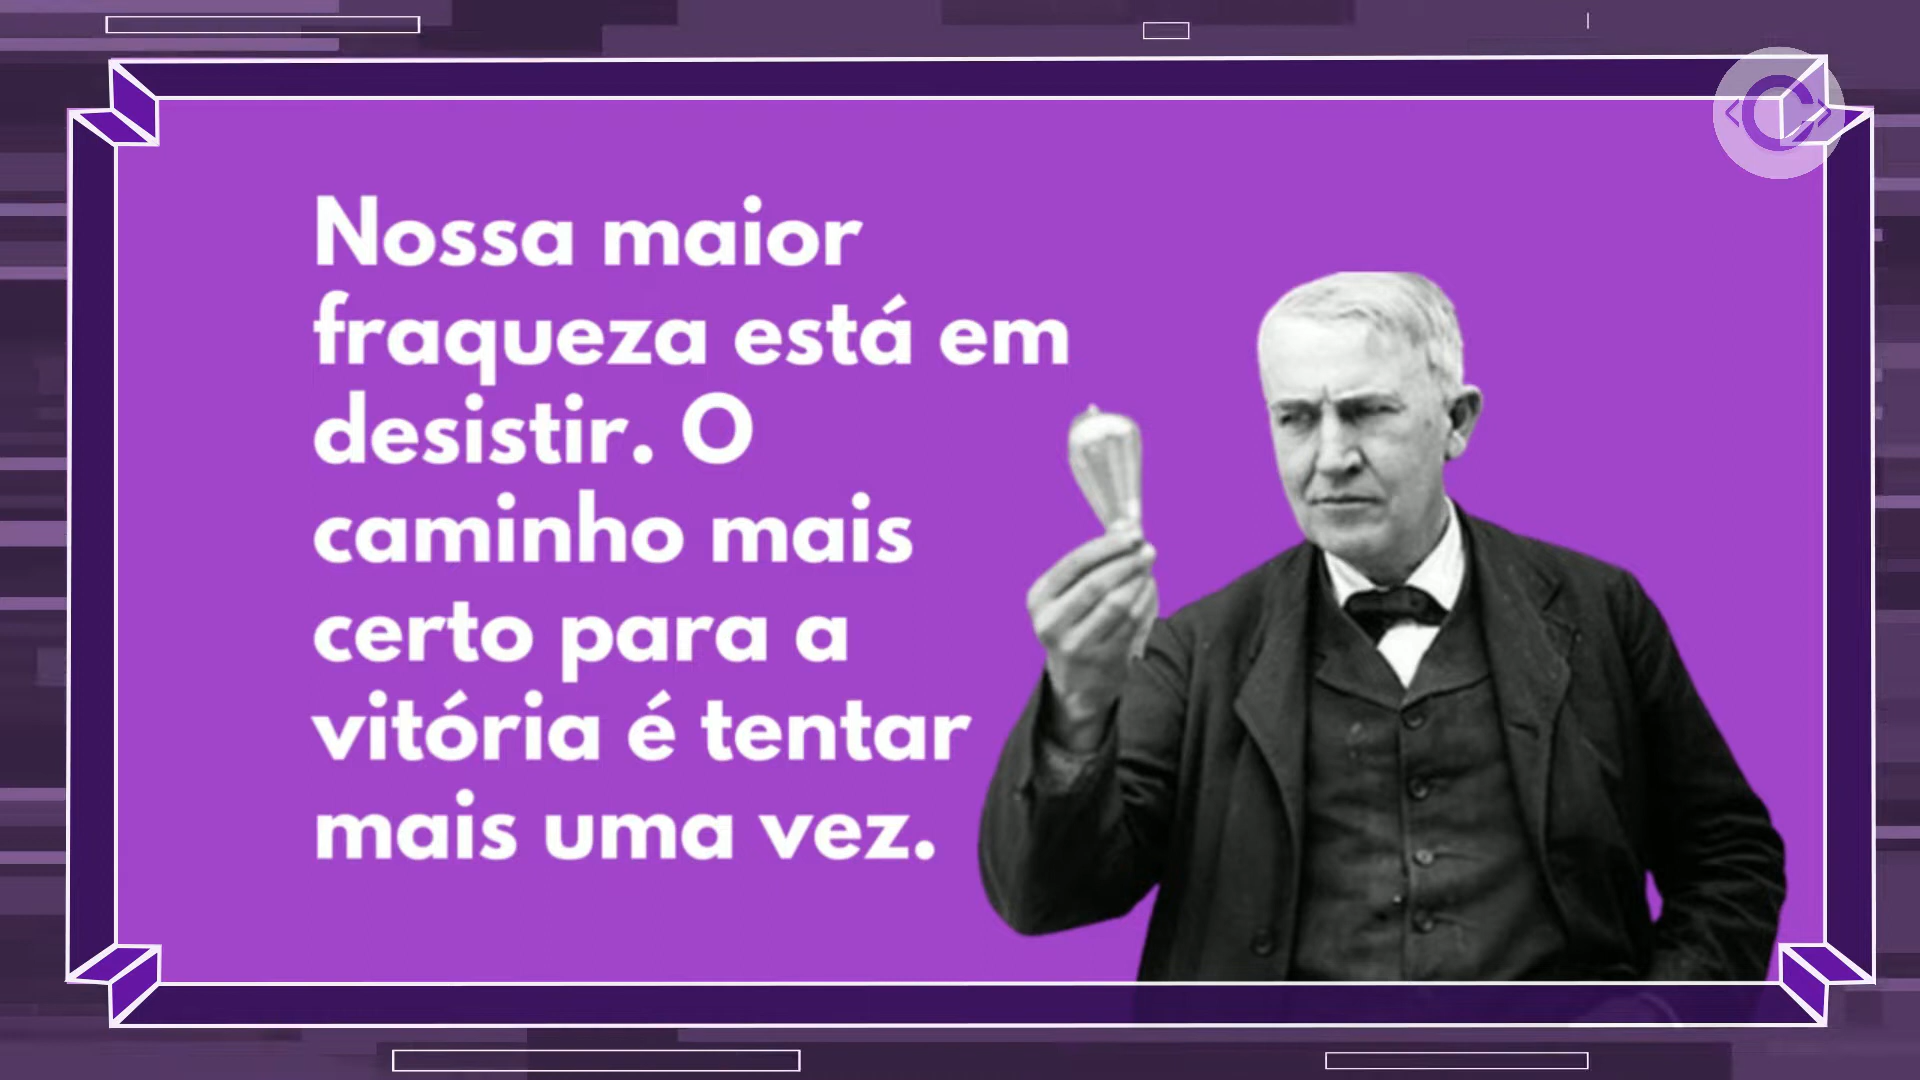 Nossa maior
fraqueza está em
desistir. O
caminho mais
certo para a
vitória é tentar
mais uma vez.